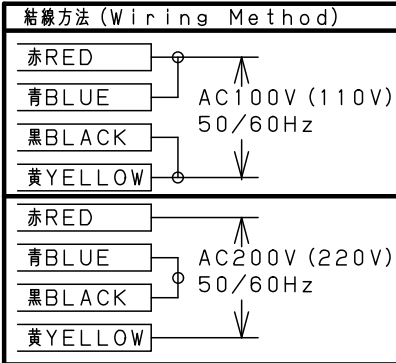 結線方法(Wiring Method)
赤RED
青BLUE
AC100V(110V)
50/60Hz
黒BLACK
黄YELLOW
赤RED
青BLUE
AC200V(220V)
50/60Hz
黒BLACK
黄YELLOW